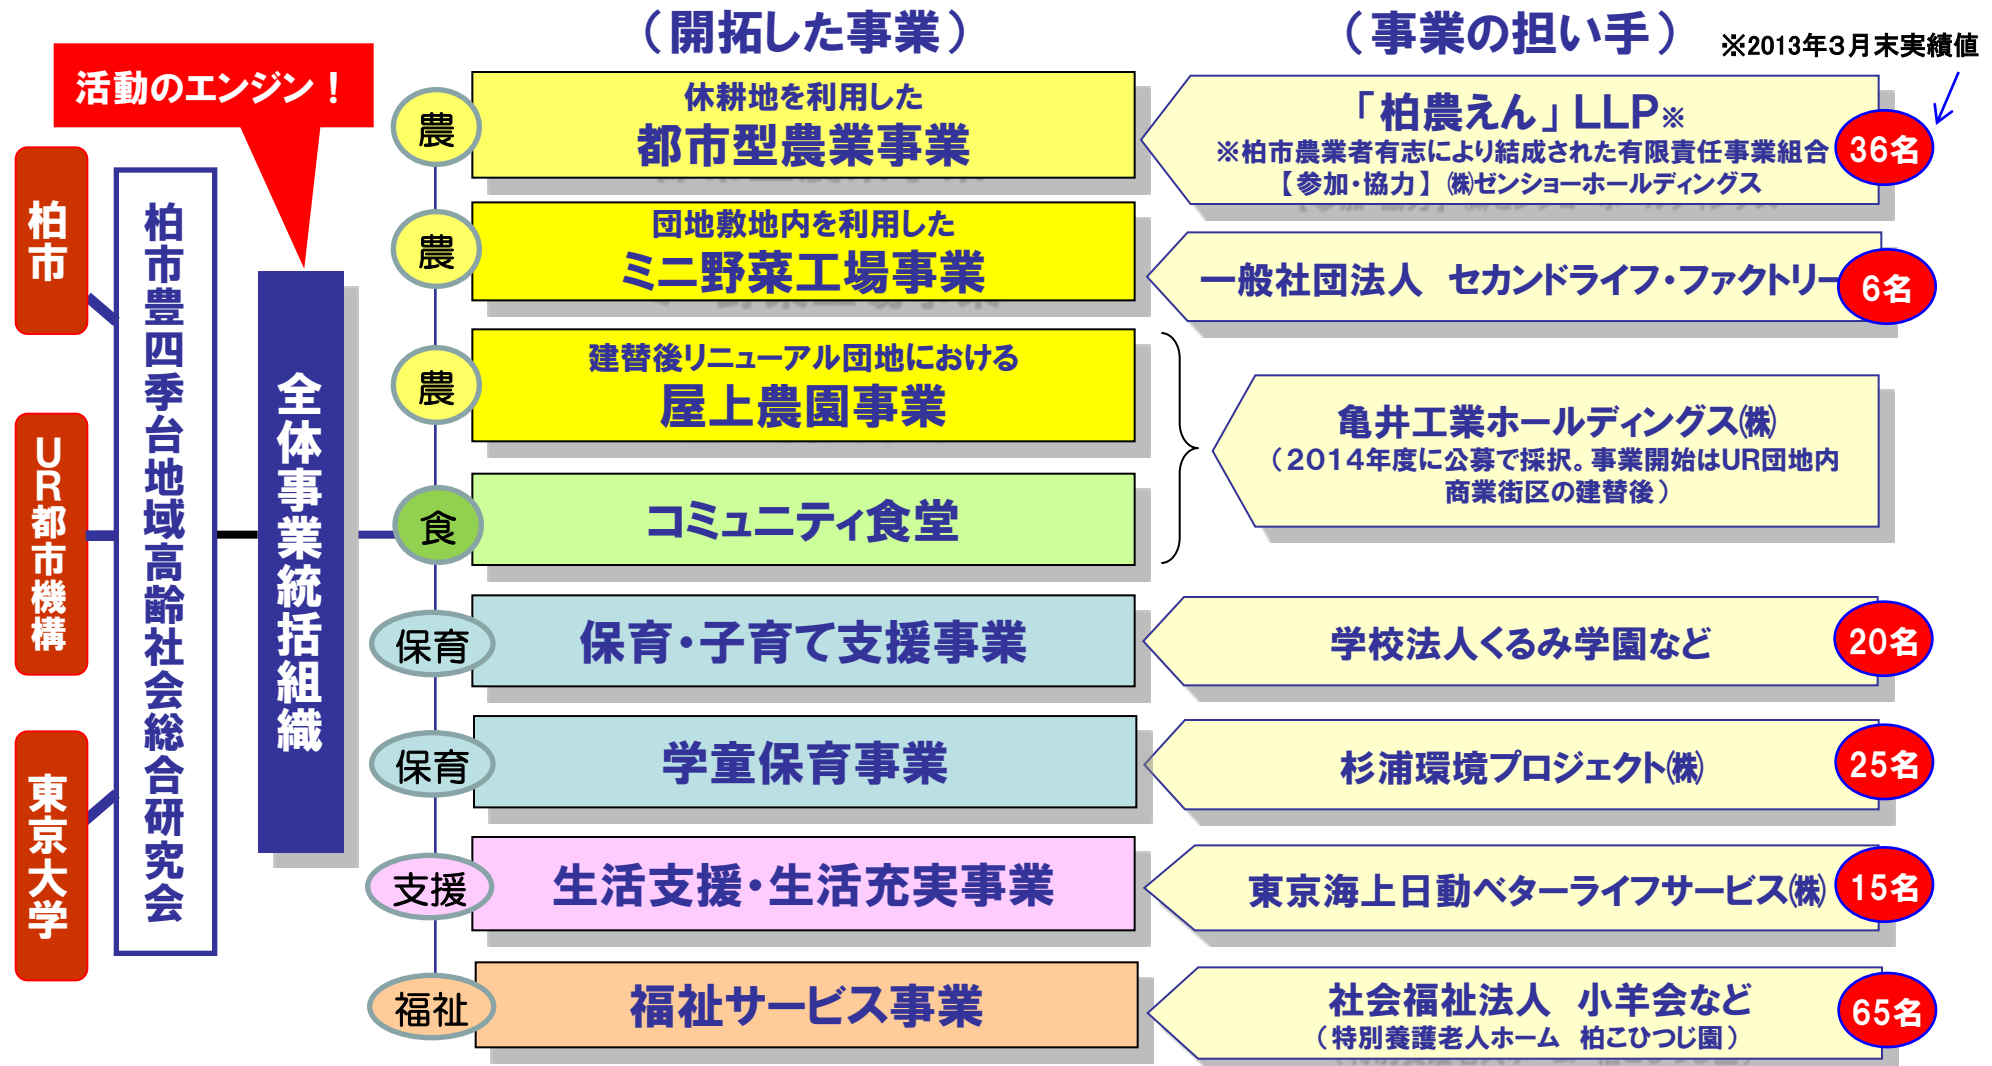 （開拓した事業）
（事業の担い手）
※2013年３月末実績値
活動のエンジン！
柏市
UR都市機構
東京大学
柏市豊四季台地域高齢社会総合研究会
全体事業統括組織
農
休耕地を利用した
都市型農業事業
「柏農えん」LLP※
※柏市農業者有志により結成された有限責任事業組合
【参加・協力】㈱ゼンショーホールディングス
36名
農
団地敷地内を利用した
ミニ野菜工場事業
一般社団法人　セカンドライフ・ファクトリー
6名
農
建替後リニューアル団地における
屋上農園事業
食
コミュニティ食堂
亀井工業ホールディングス㈱
（2014年度に公募で採択。事業開始はUR団地内
商業街区の建替後）
保育
保育・子育て支援事業
学校法人くるみ学園など
20名
保育
学童保育事業
杉浦環境プロジェクト㈱
25名
支援
生活支援・生活充実事業
東京海上日動ベターライフサービス㈱
15名
福祉
福祉サービス事業
社会福祉法人　小羊会など
（特別養護老人ホーム　柏こひつじ園）
65名